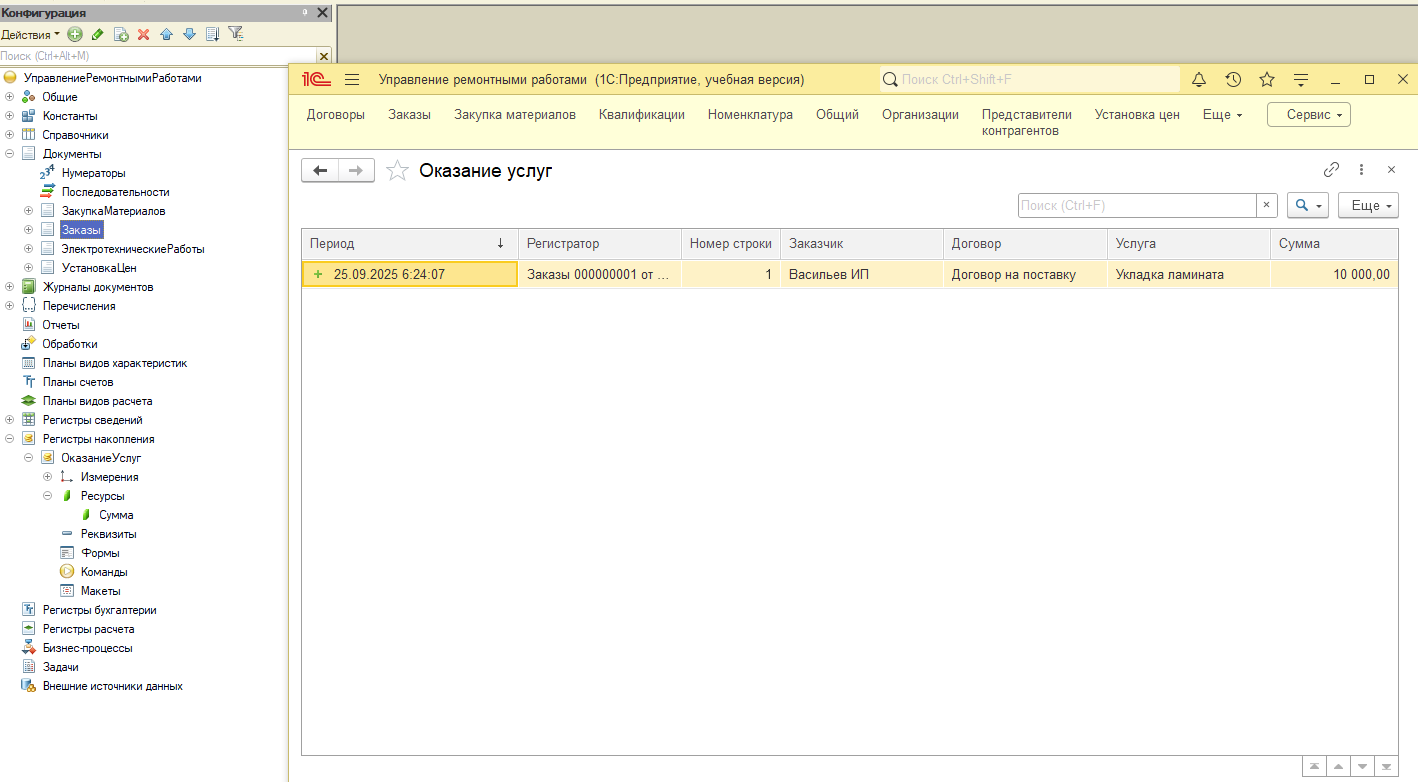 Конфигурация
Действия
Поиск (Ctrl+Alt+M)
УправлениеРемонтнымиРаботами
Общие
Константы
Справочники
Документы
Нумераторы
Последовательности
ЗакупкаМатериалов
Заказы
ЭлектротехническиеРаботы
УстановкаЦен
Журналы документов
Перечисления
Отчеты
Обработки
Планы видов характеристик
Планы счетов
Планы видов расчета
Регистры сведений
Регистры накопления
ОказаниеУслуг
Измерения
Ресурсы
Сумма
Реквизиты
Формы
Команды
Макеты
Регистры бухгалтерии
Регистры расчета
Бизнес-процессы
Задачи
Внешние источники данных
1С Управление ремонтными работами (1С:Предприятие, учебная версия) Поиск Ctrl+Shift+F
Договоры Заказы Закупка материалов Квалификации Номенклатура Общий Организации Представители контрагентов Установка цен Еще Сервис
Оказание услуг
Поиск (Ctrl+F) × Еще
Период Регистратор Номер строки Заказчик Договор Услуга Сумма
25.09.2025 6:24:07 Заказы 000000001 от ... 1 Васильев ИП Договор на поставку Укладка ламината 10 000,00